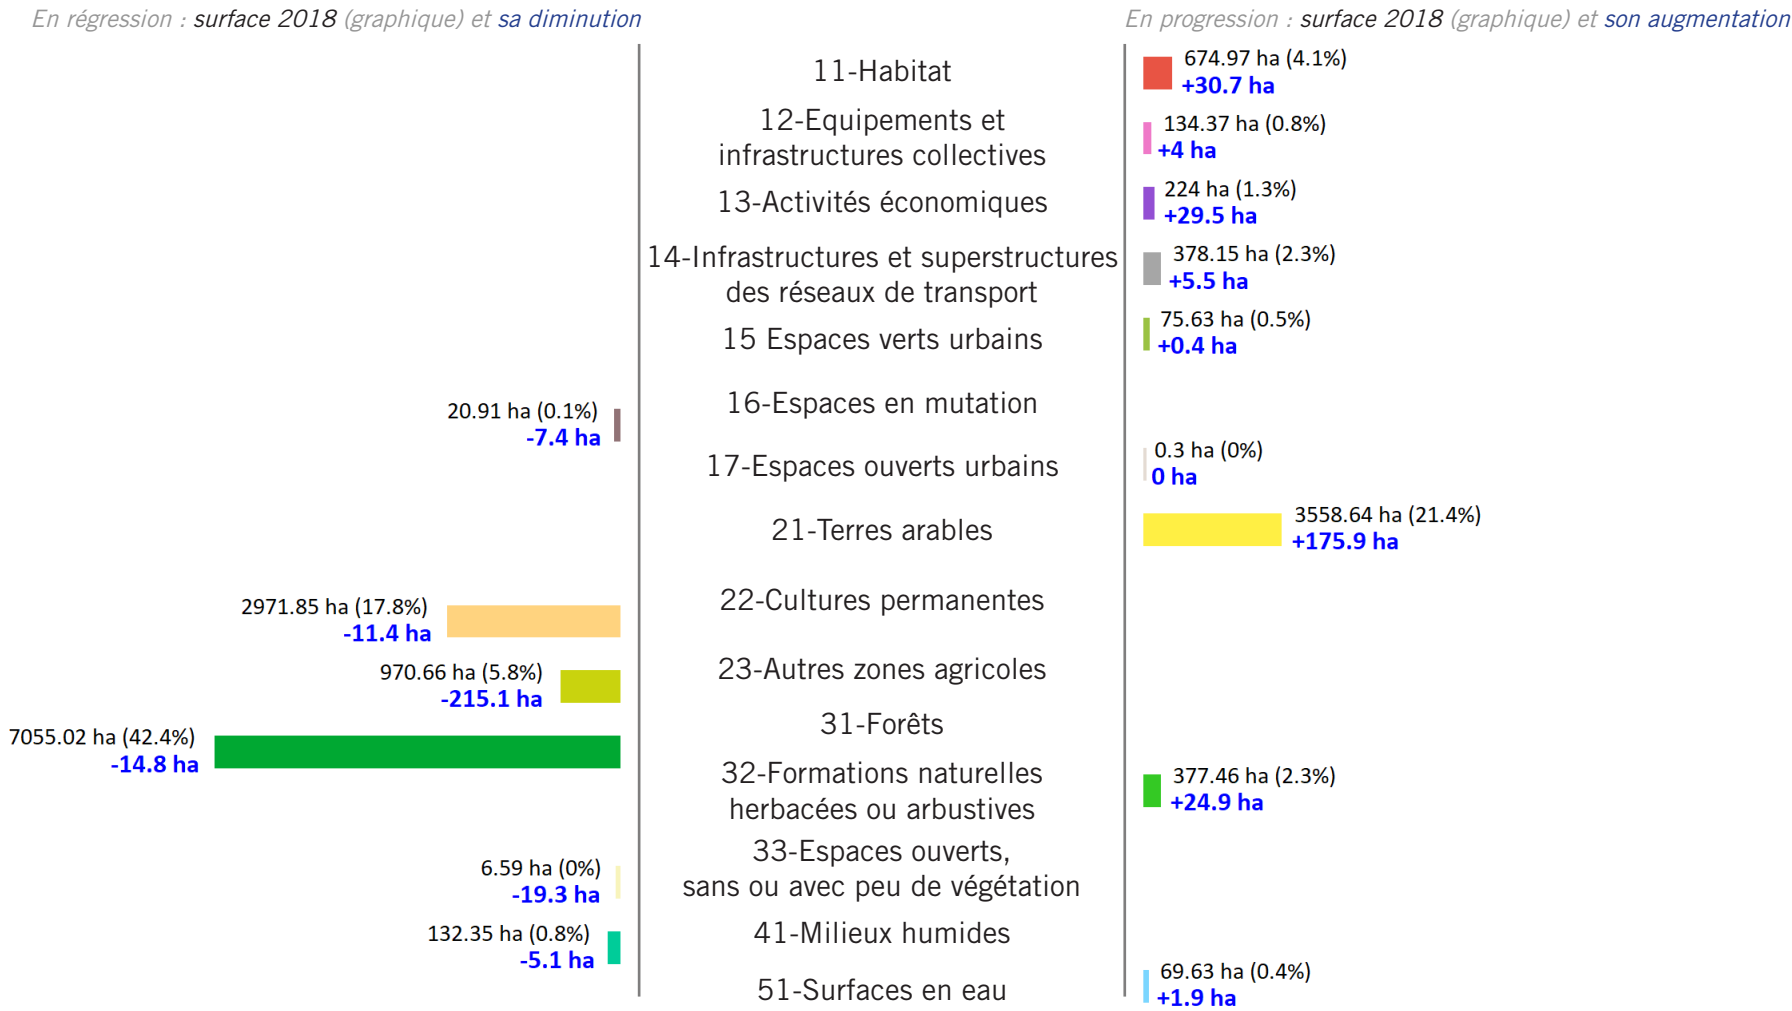 En régression : surface 2018 (graphique) et sa diminution
En progression : surface 2018 (graphique) et son augmentation
11-Habitat
674.97 ha (4.1%)
+30.7 ha
12-Equipements et
infrastructures collectives
134.37 ha (0.8%)
+4 ha
13-Activités économiques
224 ha (1.3%)
+29.5 ha
14-Infrastructures et superstructures
des réseaux de transport
378.15 ha (2.3%)
+5.5 ha
15 Espaces verts urbains
75.63 ha (0.5%)
+0.4 ha
20.91 ha (0.1%)
-7.4 ha
16-Espaces en mutation
17-Espaces ouverts urbains
0.3 ha (0%)
0 ha
21-Terres arables
3558.64 ha (21.4%)
+175.9 ha
2971.85 ha (17.8%)
-11.4 ha
22-Cultures permanentes
970.66 ha (5.8%)
-215.1 ha
23-Autres zones agricoles
7055.02 ha (42.4%)
-14.8 ha
31-Forêts
32-Formations naturelles
herbacées ou arbustives
377.46 ha (2.3%)
+24.9 ha
6.59 ha (0%)
-19.3 ha
33-Espaces ouverts,
sans ou avec peu de végétation
132.35 ha (0.8%)
-5.1 ha
41-Milieux humides
51-Surfaces en eau
69.63 ha (0.4%)
+1.9 ha